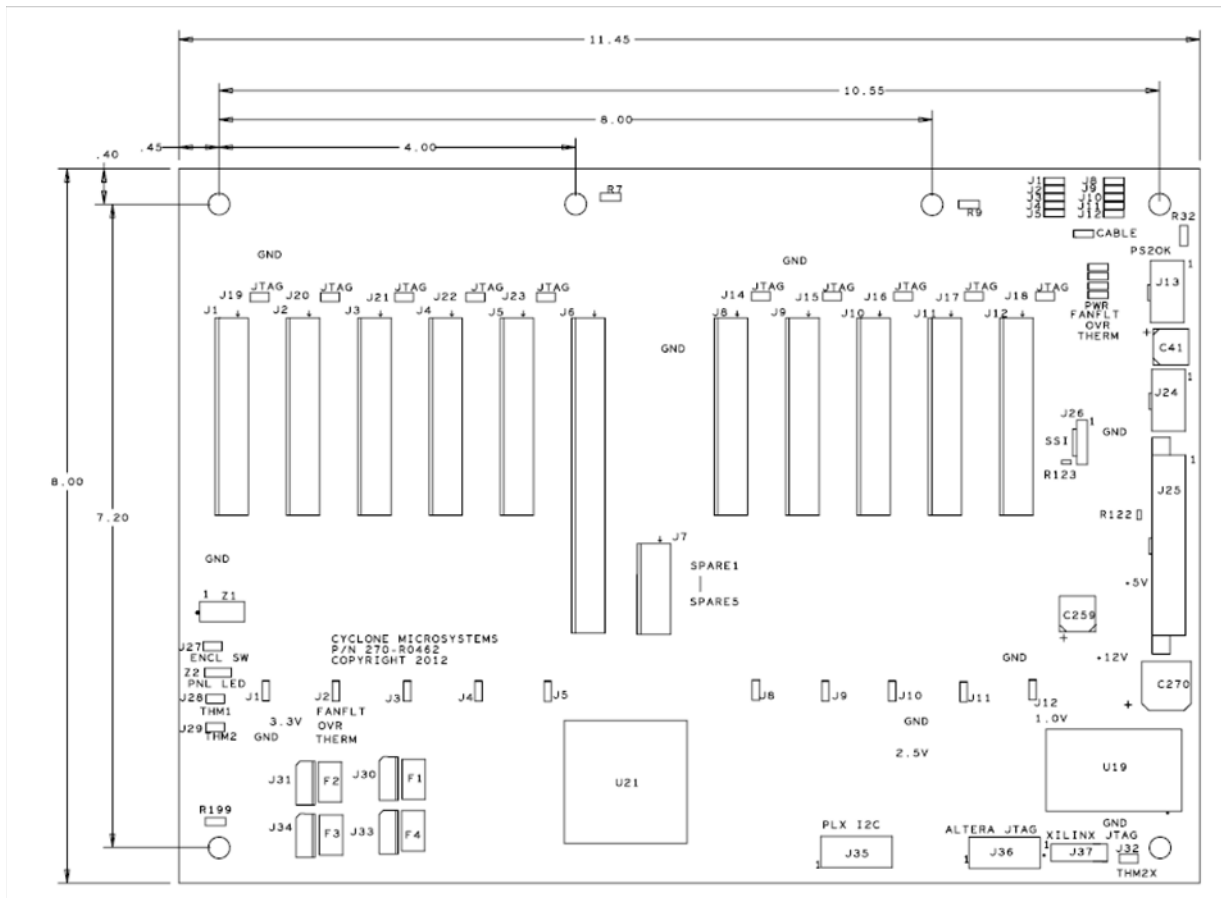 11.45
10.55
8.00
.45
4.00
.40
8.00
7.20
R7
R9
J1
J2
J3
J4
J5
J8
J9
J10
J11
J12
R32
CABLE
PS2OK
1
J13
PWR
FANFLT
OVR
THERM
+
C41
GND
GND
J19
JTAG
J20
JTAG
J21
JTAG
J22
JTAG
J23
JTAG
J14
JTAG
J15
JTAG
J16
JTAG
J17
JTAG
J18
JTAG
J1
J2
J3
J4
J5
J6
J8
J9
J10
J11
J12
GND
1
J24
J26
1
SSI
GND
R123
1
J25
R122
GND
J7
SPARE1
SPARE5
+5V
1 Z1
C259
+
CYCLONE MICROSYSTEMS
P/N 270-R0462
COPYRIGHT 2012
J27
ENCL SW
Z2
PNL LED
J28
THM1
J29
THM2
GND
+12V
C270
+
J1
J2
J3
J4
J5
J8
J9
J10
J11
J12
3.3V
GND
FANFLT
OVR
THERM
GND
1.0V
2.5V
J31
F2
J30
F1
U21
U19
R199
J34
F3
J33
F4
PLX I2C
J35
1
ALTERA JTAG
J36
1
XILINX JTAG
1
J37
GND
J32
THM2X